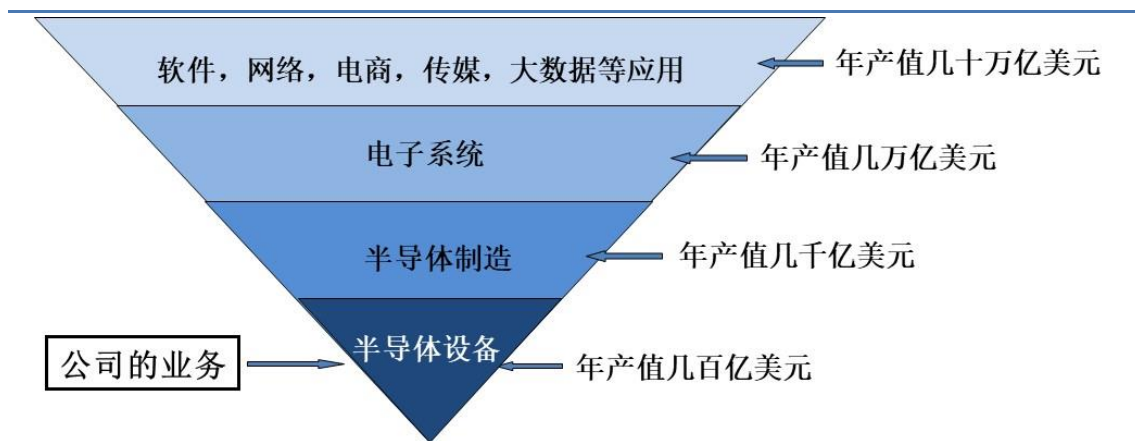 软件，网络，电商，传媒，大数据等应用
年产值几十万亿美元
电子系统
年产值几万亿美元
半导体制造
年产值几千亿美元
半导体设备
公司的业务
年产值几百亿美元